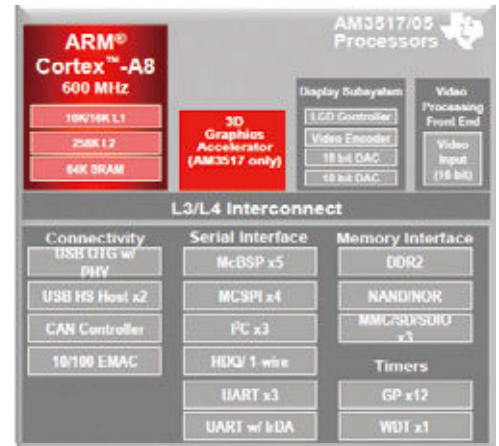 AM3517/05
Processors
ARM®
Cortex™-A8
600 MHz
16K/16K L1
256K L2
64K SRAM
3D
Graphics
Accelerator
(AM3517 only)
Display Subsystem
LCD Controller
Video Encoder
10 bit DAC
10 bit DAC
Video
Processing
Front End
Video
Input
(16-bit)
L3/L4 Interconnect
Connectivity
USB OTG w/
PHY
USB HS Host x2
CAN Controller
10/100 EMAC
Serial Interface
McBSP x5
MCSPI x4
I²C x3
HDQ/ 1-wire
UART x3
UART w/ IrDA
Memory Interface
DDR2
NAND/NOR
MMC/SD/SDIO
x3
Timers
GP x12
WDT x1